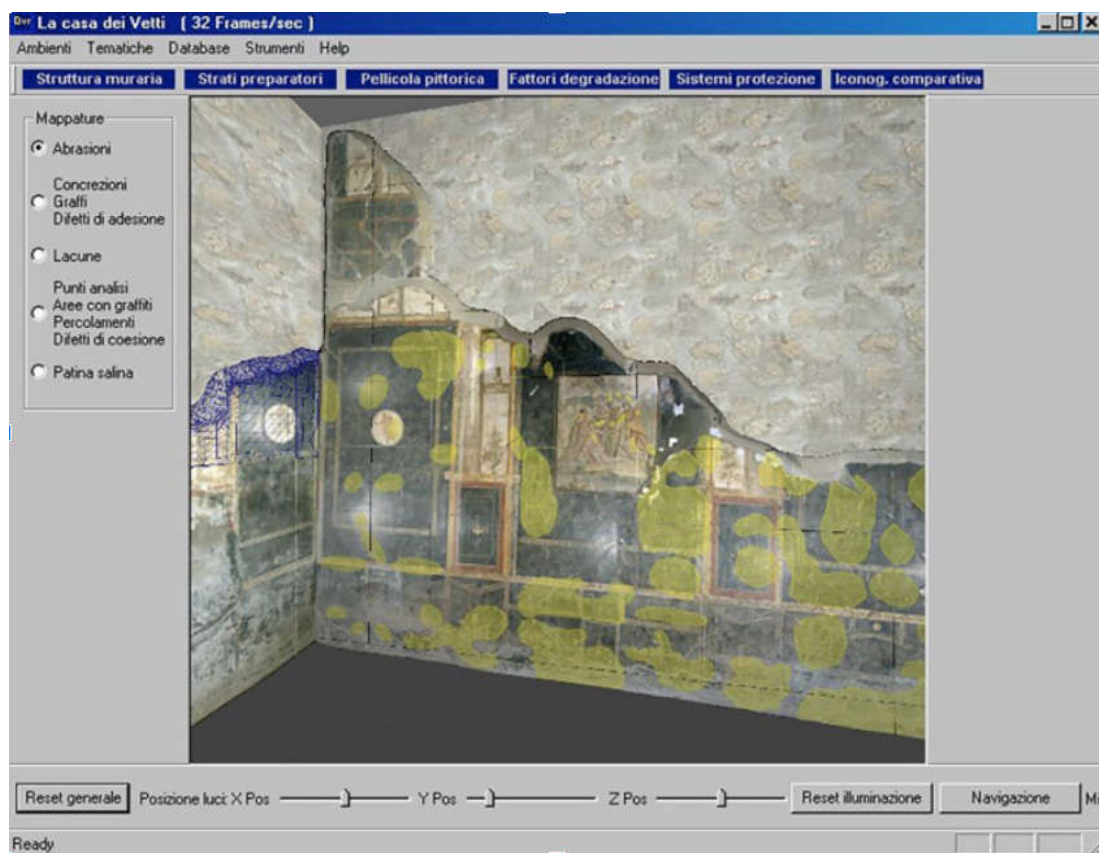 Dvr La casa dei Vetti ( 32 Frames/sec )
Ambienti Tematiche Database Strumenti Help
Struttura muraria Strati preparatori Pellicola pittorica Fattori degradazione Sistemi protezione Iconog. comparativa
Mappature
Abrasioni
Concrezioni
Graffi
Difetti di adesione
Lacune
Punti analisi
Aree con graffiti
Percolamenti
Difetti di coesione
Patina salina
Reset generale Posizione luci: X Pos Y Pos Z Pos Reset illuminazione Navigazione Mi
Ready